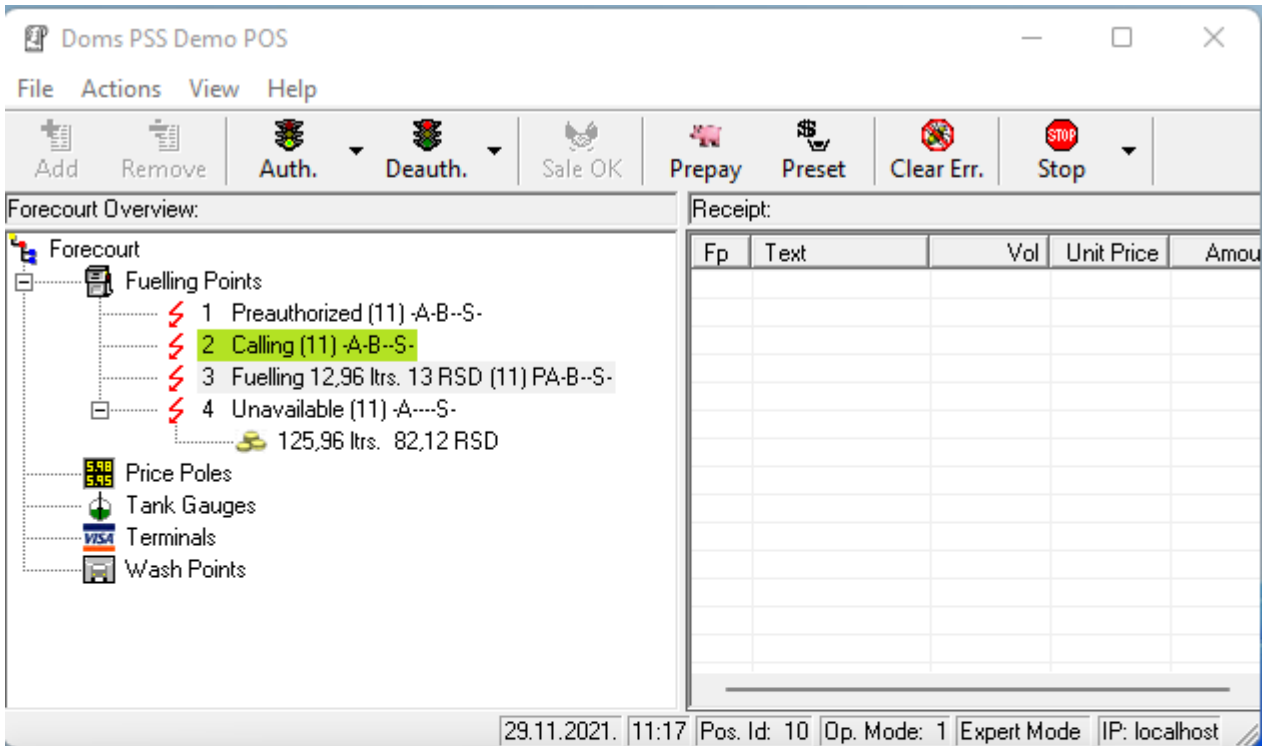 Doms PSS Demo POS
File Actions View Help
Add Remove Auth. Deauth. Sale OK Prepay Preset Clear Err. STOP Stop
Forecourt Overview: Receipt:
Forecourt
Fp Text Vol Unit Price Amou
Fuelling Points
1 Preauthorized (11) -A-B--S-
2 Calling (11) -A-B--S-
3 Fuelling 12,96 ltrs. 13 RSD (11) PA-B--S-
4 Unavailable (11) -A----S-
125,96 ltrs. 82,12 RSD
5.98
5.95
Price Poles
Tank Gauges
VISA Terminals
Wash Points
29.11.2021. 11:17 Pos. Id: 10 Op. Mode: 1 Expert Mode IP: localhost